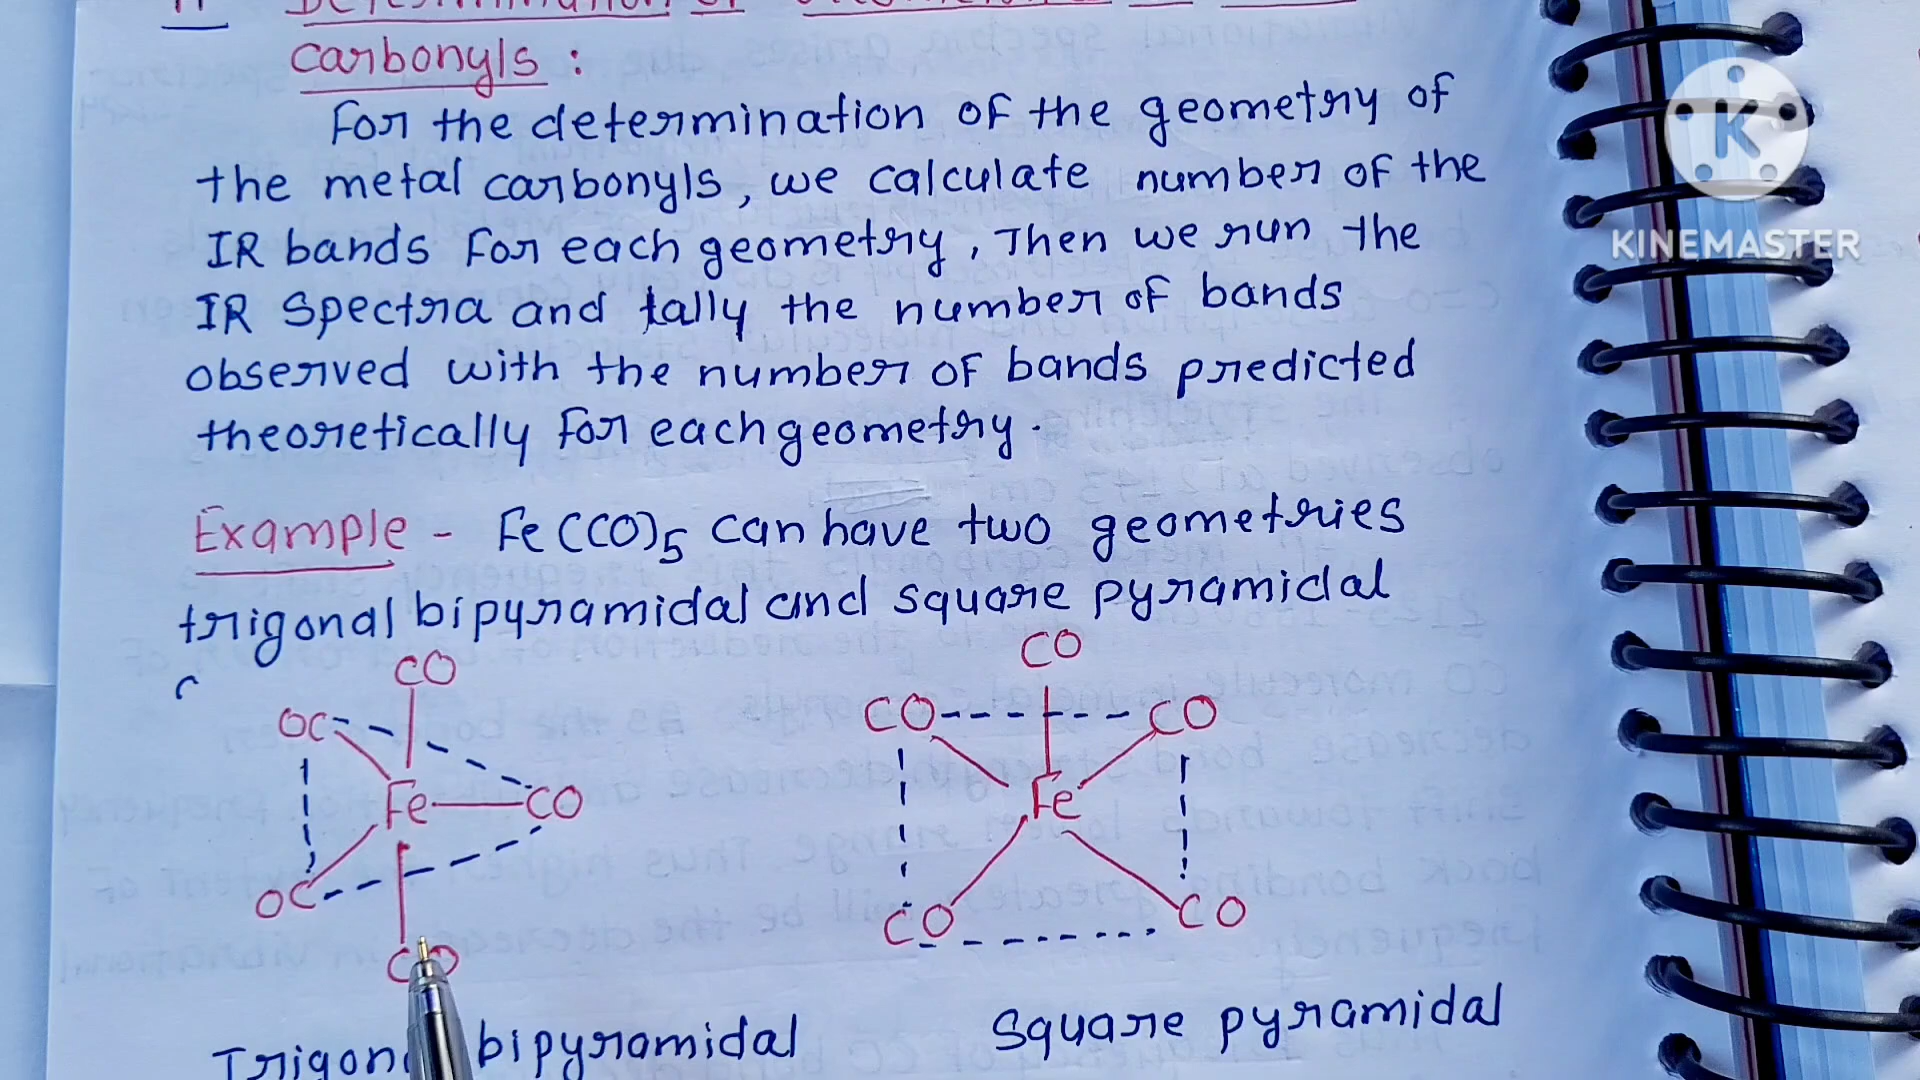 Carbonyls :
For the determination of the geometry of
the metal carbonyls, we calculate number of the
IR bands for each geometry, Then we run the
IR spectra and tally the number of bands
observed with the number of bands predicted
theoretically for each geometry.
Example - Fe(CO)5 can have two geometries
trigonal bipyramidal and square pyramidal
CO
OC
Fe
CO
OC
CO
CO
CO
CO
Fe
CO
CO
bipyramidal
Square pyramidal
K
KINEMASTER